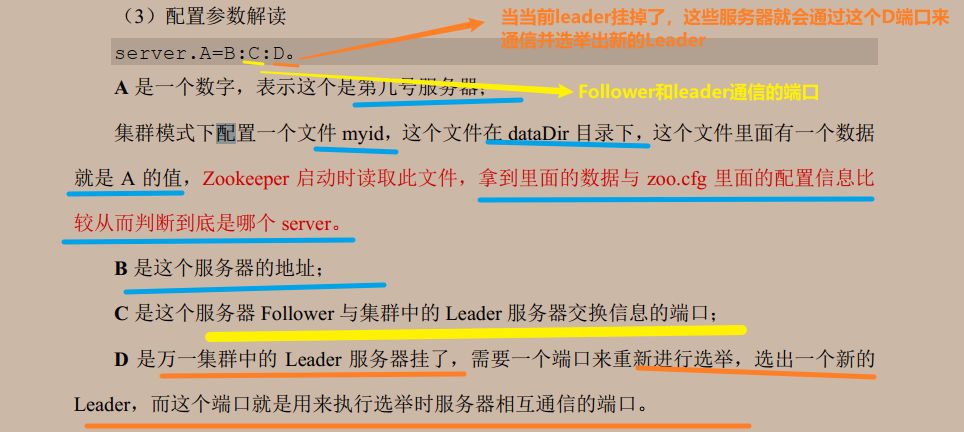 （3）配置参数解读
当当前leader挂掉了，这些服务器就会通过这个D端口来
通信并选举出新的Leader
server.A=B:C:D。
A 是一个数字，表示这个是第几号服务器；
Follower和leader通信的端口
集群模式下配置一个文件 myid，这个文件在 dataDir 目录下，这个文件里面有一个数据
就是 A 的值，Zookeeper 启动时读取此文件，拿到里面的数据与 zoo.cfg 里面的配置信息比
较从而判断到底是哪个 server。
B 是这个服务器的地址；
C 是这个服务器 Follower 与集群中的 Leader 服务器交换信息的端口；
D 是万一集群中的 Leader 服务器挂了，需要一个端口来重新进行选举，选出一个新的
Leader，而这个端口就是用来执行选举时服务器相互通信的端口。